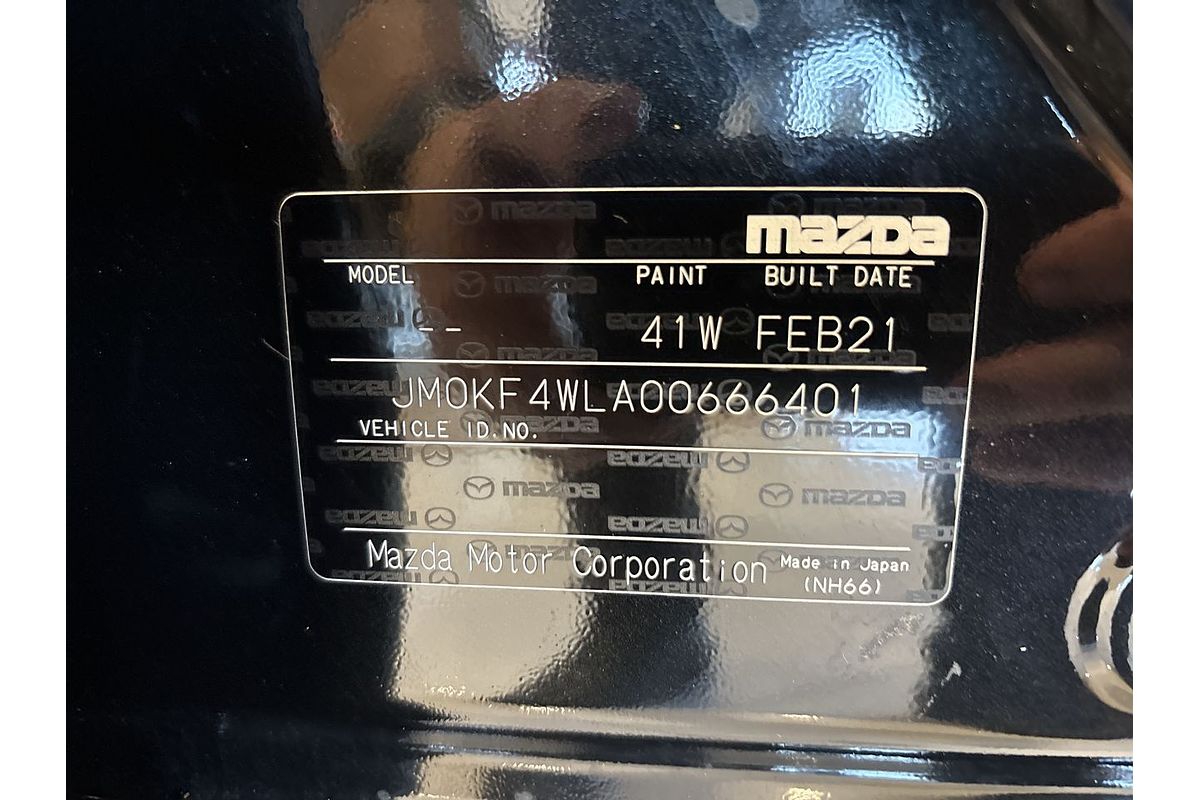 mazda
MODEL PAINT BUILT DATE
-- 41W FEB21
JM0KF4WLA00666401
VEHICLE ID.NO.
Mazda Motor Corporation Made in Japan
(NH66)